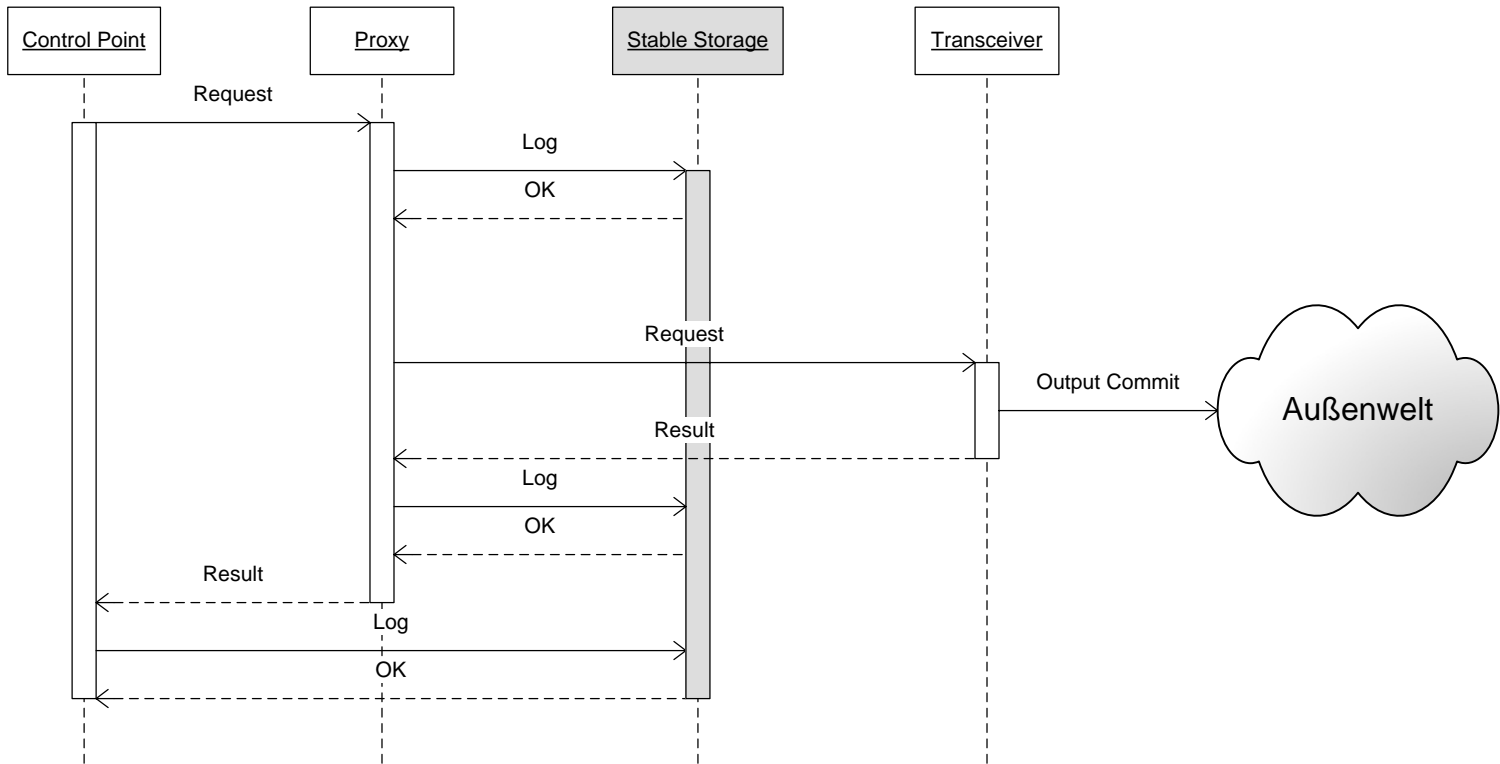 Control Point
Proxy
Stable Storage
Transceiver
Request
Log
OK
Request
Output Commit
Außenwelt
Result
Log
OK
Result
Log
OK